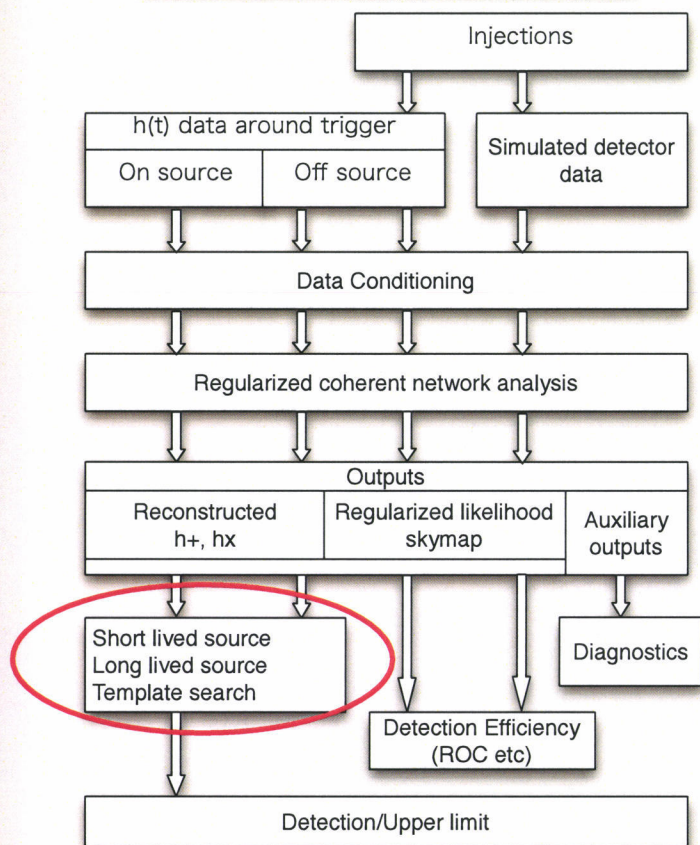 Injections
h(t) data around trigger
On source
Off source
Simulated detector
data
Data Conditioning
Regularized coherent network analysis
Outputs
Reconstructed
h+, hx
Regularized likelihood
skymap
Auxiliary
outputs
Short lived source
Long lived source
Template search
Diagnostics
Detection Efficiency
(ROC etc)
Detection/Upper limit